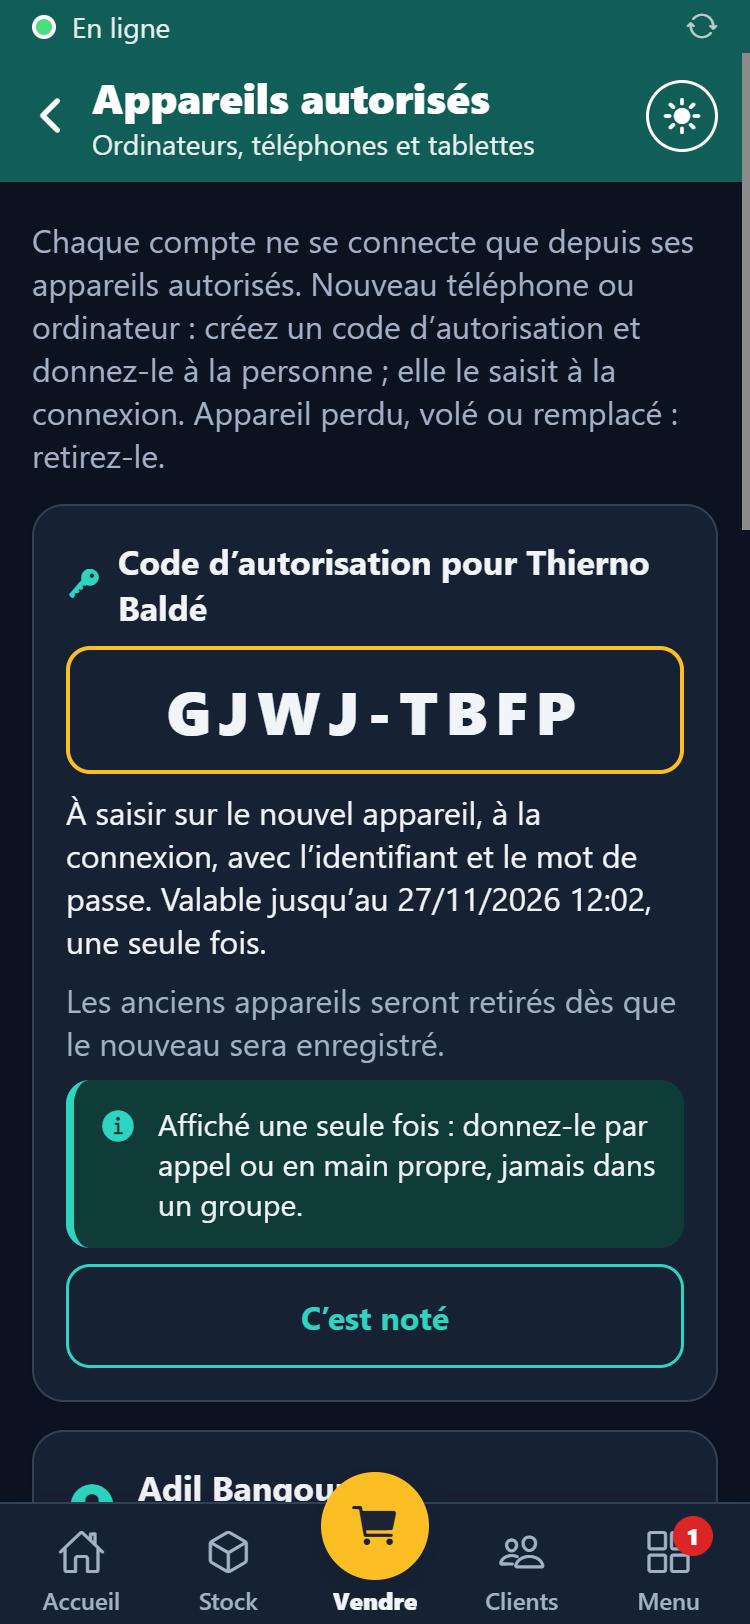 En ligne
Appareils autorisés
Ordinateurs, téléphones et tablettes
Chaque compte ne se connecte que depuis ses
appareils autorisés. Nouveau téléphone ou
ordinateur : créez un code d’autorisation et
donnez-le à la personne ; elle le saisit à la
connexion. Appareil perdu, volé ou remplacé :
retirez-le.
Code d’autorisation pour Thierno
Baldé
GJWJ-TBFP
À saisir sur le nouvel appareil, à la
connexion, avec l’identifiant et le mot de
passe. Valable jusqu’au 27/11/2026 12:02,
une seule fois.
Les anciens appareils seront retirés dès que
le nouveau sera enregistré.
Affiché une seule fois : donnez-le par
appel ou en main propre, jamais dans
un groupe.
C’est noté
Adil
1
Accueil
Stock
Vendre
Clients
Menu